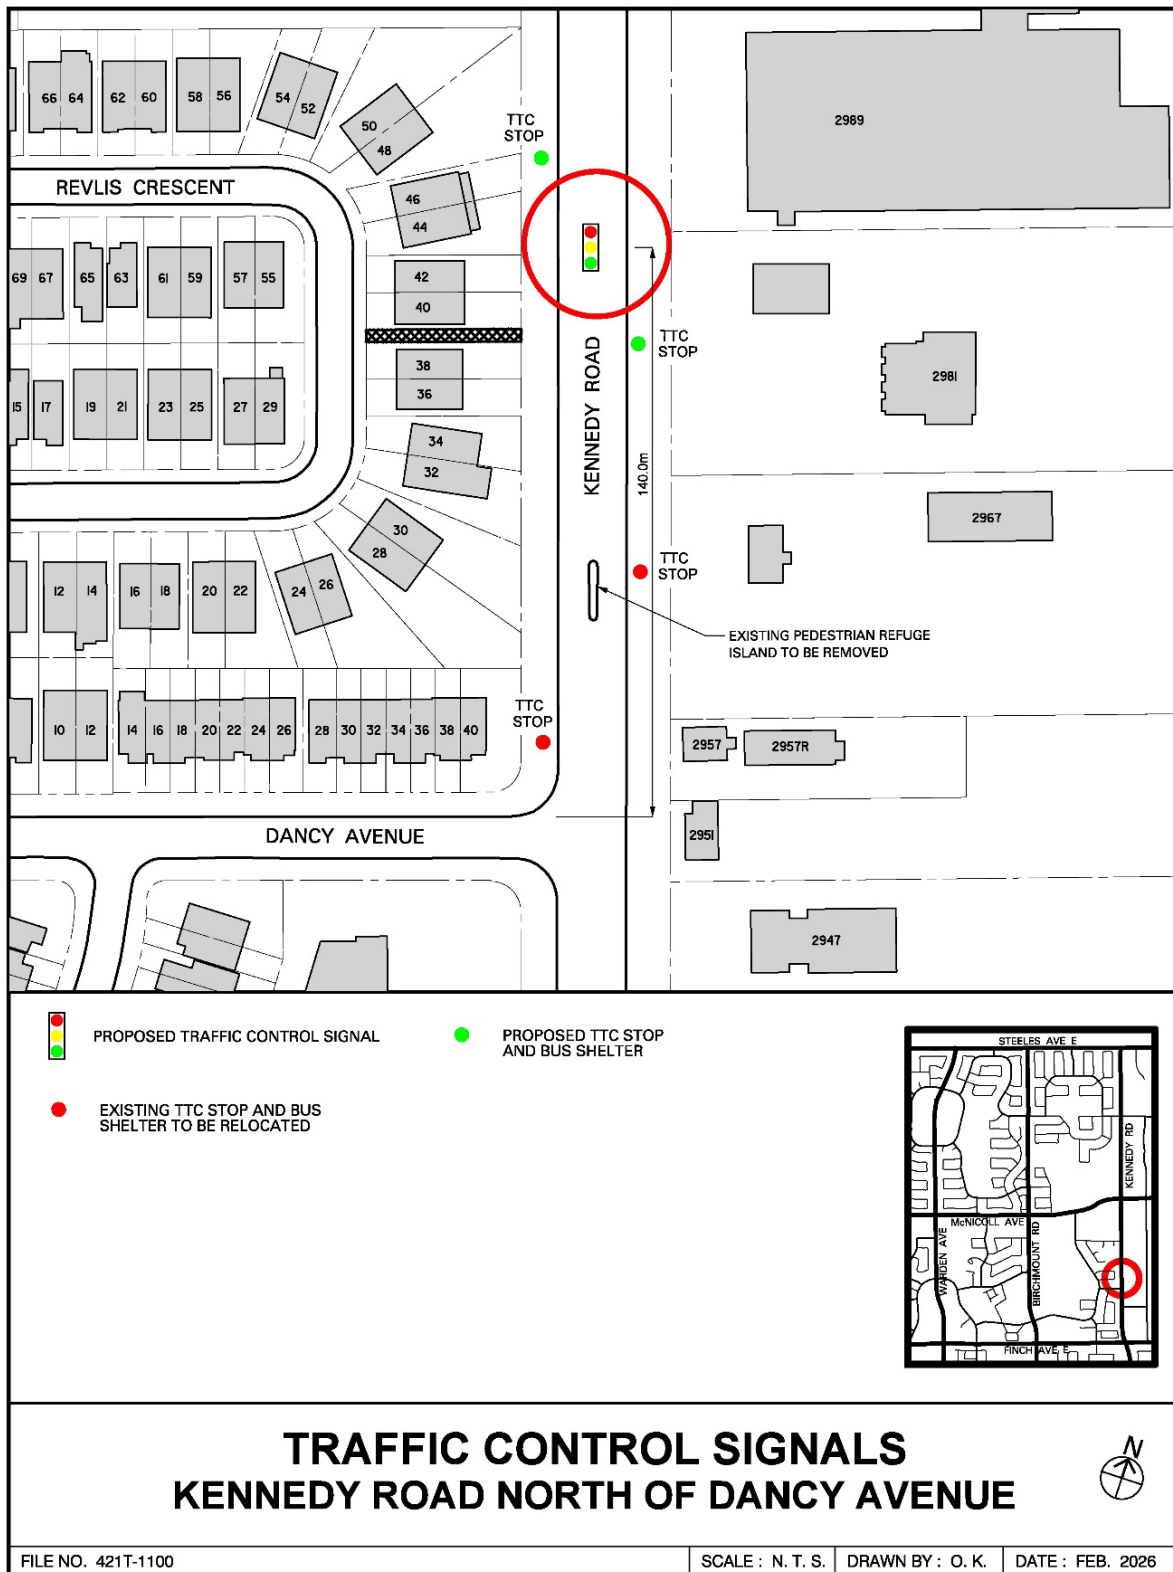 66 64 62 60 58 56 54 52
50
48
TTC
STOP
2989
REVLIS CRESCENT
46
44
69 67 65 63 61 59 57 55
42
40
TTC
STOP
KENNEDY ROAD
38
36
2981
15 17 19 21 23 25 27 29
34
32
140.0m
2967
30
28
TTC
STOP
12 14 16 18 20 22 24 26
EXISTING PEDESTRIAN REFUGE
ISLAND TO BE REMOVED
TTC
STOP
10 12 14 16 18 20 22 24 26 28 30 32 34 36 38 40
2957 2957R
DANCY AVENUE
2951
2947
PROPOSED TRAFFIC CONTROL SIGNAL
PROPOSED TTC STOP
AND BUS SHELTER
EXISTING TTC STOP AND BUS
SHELTER TO BE RELOCATED
STEELES AVE E
KENNEDY RD
McNICOLL AVE
WARDEN AVE
BIRCHMOUNT RD
FINCH AVE E
TRAFFIC CONTROL SIGNALS
KENNEDY ROAD NORTH OF DANCY AVENUE
N
FILE NO. 421T-1100
SCALE : N. T. S.
DRAWN BY : O. K.
DATE : FEB. 2026